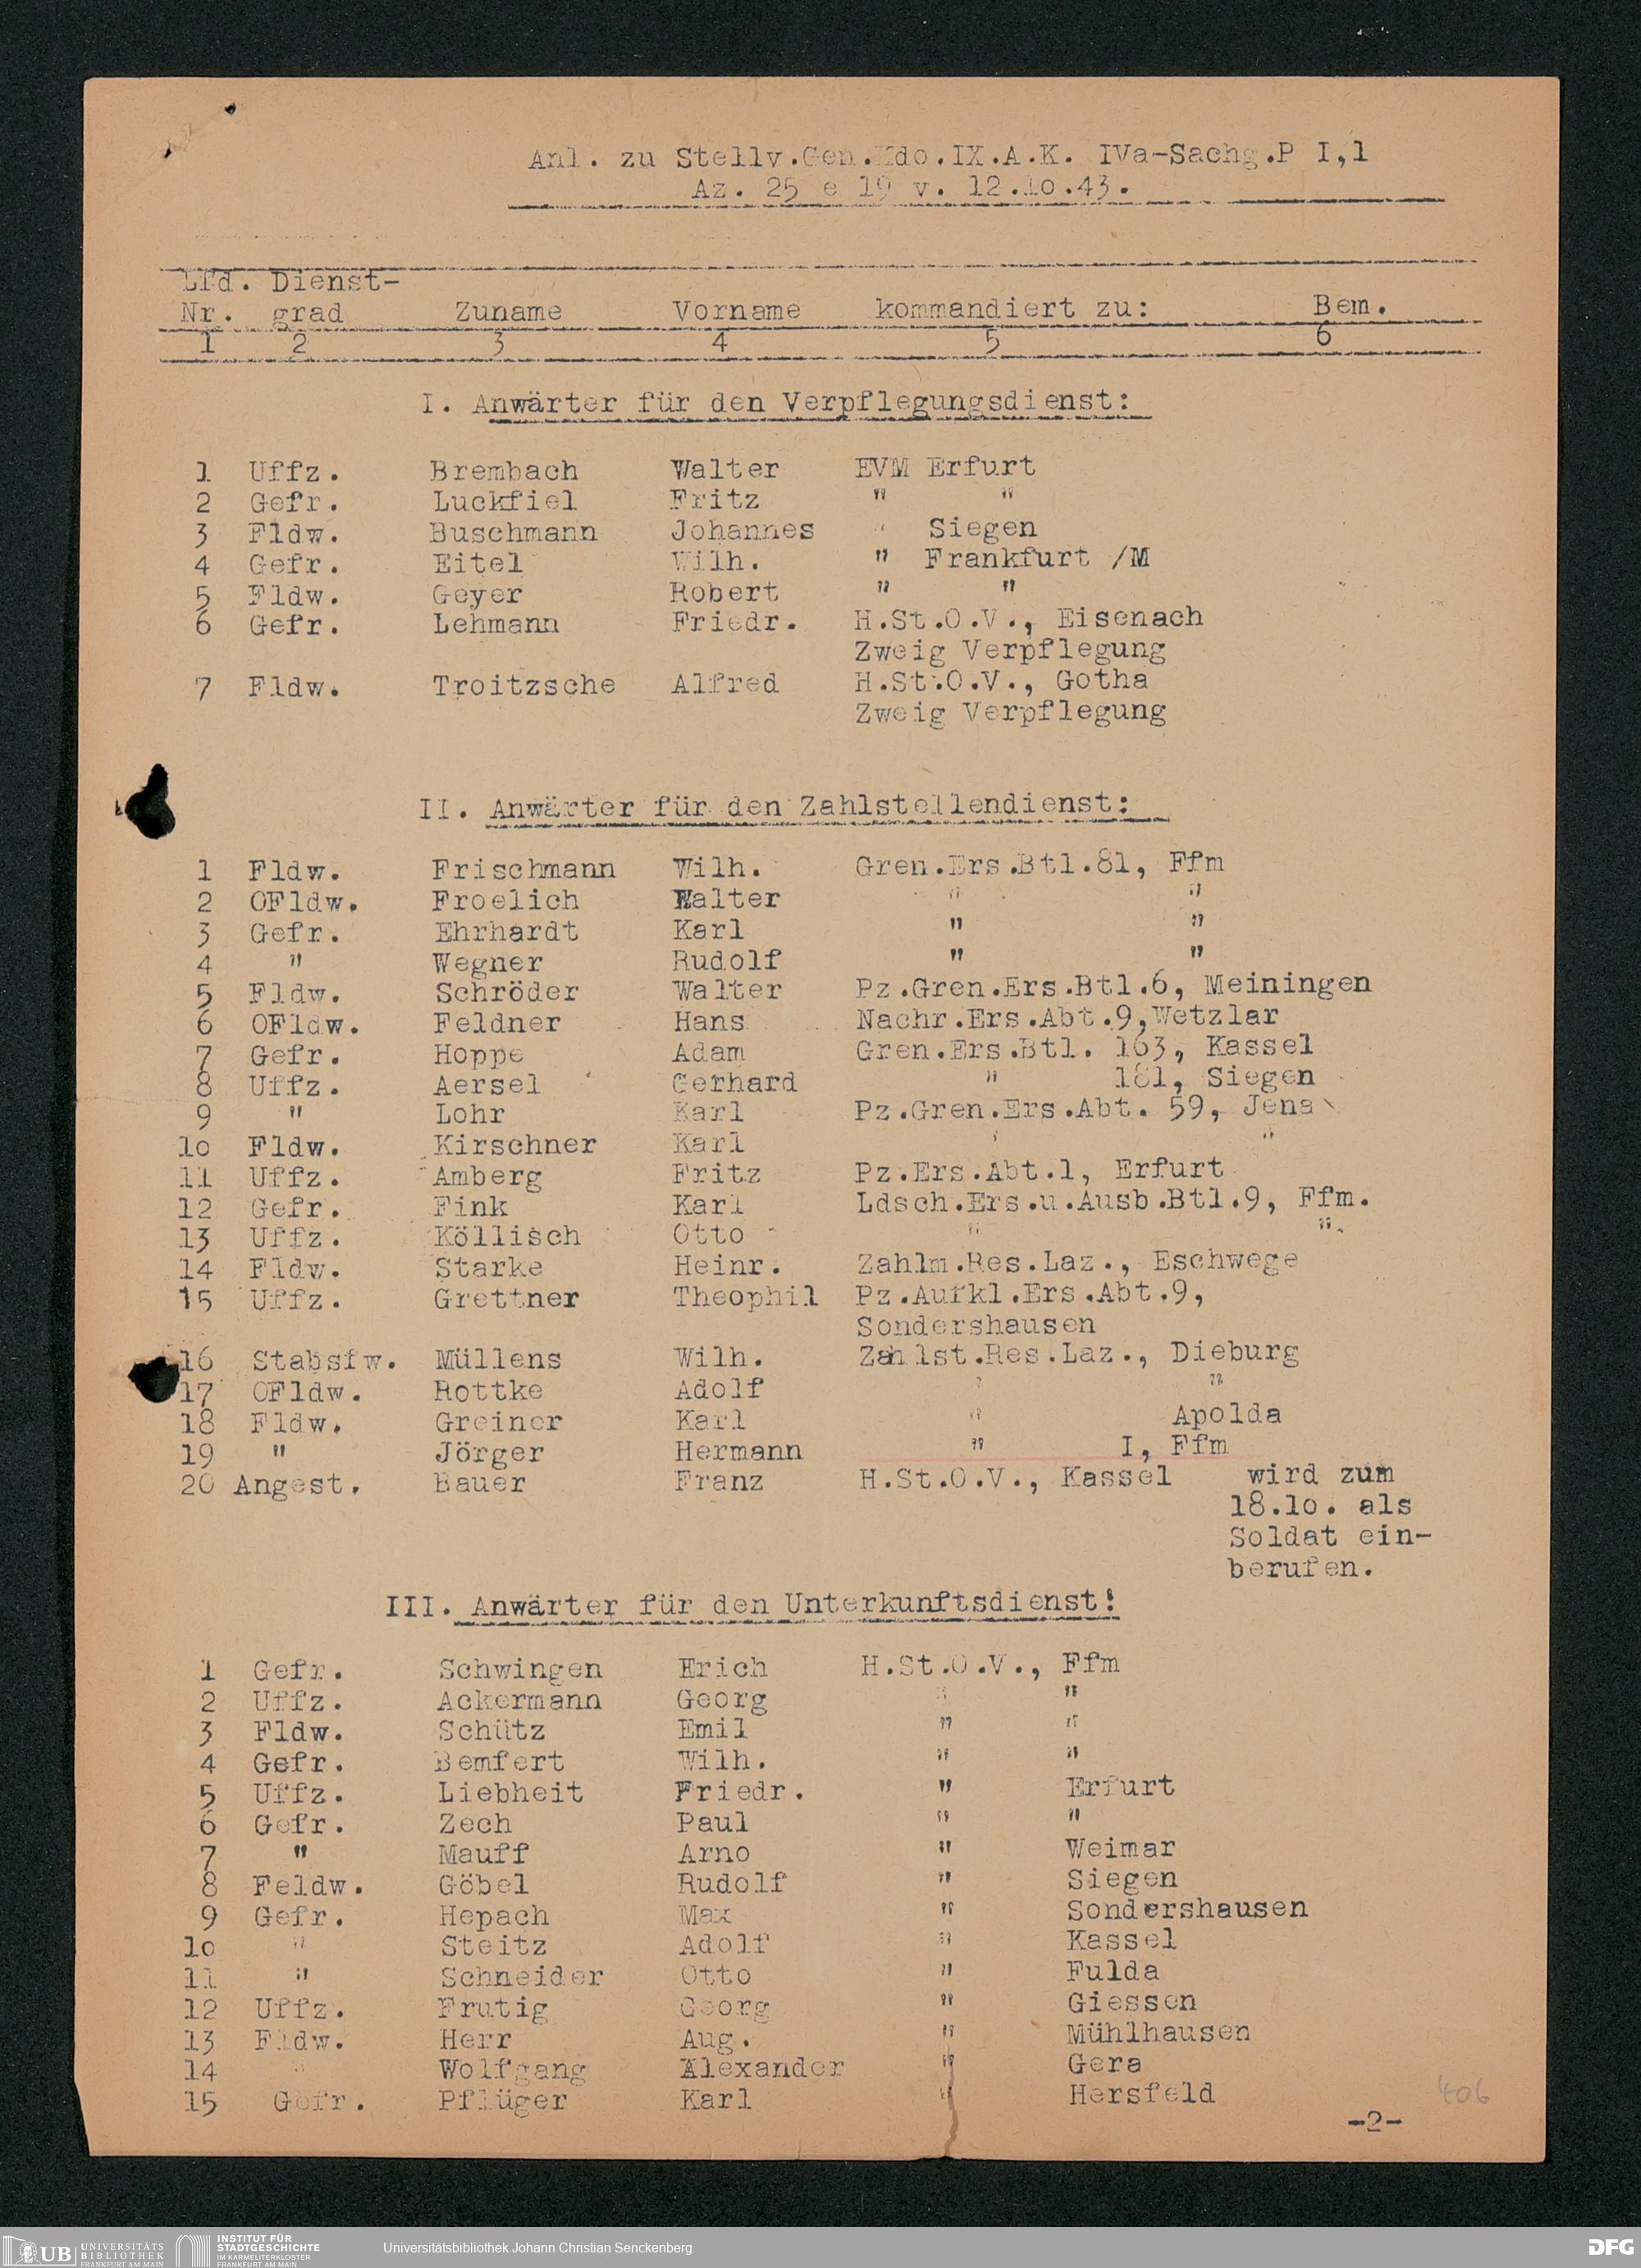 Anl. zu Stellv.Gen.Kdo.IX.A.K. IVa-Sachg.P I,1
Az. 25 e 19 v. 12.10.43.
Lfd. Dienst-
Nr. grad Zuname Vorname kommandiert zu: Bem.
1 2 3 4 5 6
I. Anwärter für den Verpflegungsdienst:
1 Uffz. Brembach Walter EVM Erfurt
2 Gefr. Luckfiel Fritz " "
3 Fldw. Buschmann Johannes " Siegen
4 Gefr. Eitel Wilh. " Frankfurt /M
5 Fldw. Geyer Robert " "
6 Gefr. Lehmann Friedr. H.St.O.V., Eisenach
Zweig Verpflegung
7 Fldw. Troitzsche Alfred H.St.O.V., Gotha
Zweig Verpflegung
II. Anwärter für den Zahlstellendienst:
1 Fldw. Frischmann Wilh. Gren.Ers.Btl.81, Ffm
2 OFldw. Froelich Walter " "
3 Gefr. Ehrhardt Karl " "
4 " Wegner Rudolf " "
5 Fldw. Schröder Walter Pz.Gren.Ers.Btl.6, Meiningen
6 OFldw. Feldner Hans Nachr.Ers.Abt.9,Wetzlar
7 Gefr. Hoppe Adam Gren.Ers.Btl. 163, Kassel
8 Uffz. Aersel Gerhard " 181, Siegen
9 " Lohr Karl Pz.Gren.Ers.Abt. 59, Jena
10 Fldw. Kirschner Karl " "
11 Uffz. Amberg Fritz Pz.Ers.Abt.1, Erfurt
12 Gefr. Fink Karl Ldsch.Ers.u.Ausb.Btl.9, Ffm.
13 Uffz. Köllisch Otto " ".
14 Fldw. Starke Heinr. Zahlm.Res.Laz., Eschwege
15 Uffz. Grettner Theophil Pz.Aufkl.Ers.Abt.9,
Sondershausen
16 Stabsfw. Müllens Wilh. Zahlst.Res.Laz., Dieburg
17 OFldw. Rottke Adolf " "
18 Fldw. Greiner Karl " Apolda
19 " Jörger Hermann " I, Ffm
20 Angest. Bauer Franz H.St.O.V., Kassel wird zum
18.10. als
Soldat ein-
berufen.
III. Anwärter für den Unterkunftsdienst!
1 Gefr. Schwingen Erich H.St.O.V., Ffm
2 Uffz. Ackermann Georg " "
3 Fldw. Schütz Emil " "
4 Gefr. Bemfert Wilh. " "
5 Uffz. Liebheit Friedr. " Erfurt
6 Gefr. Zech Paul " "
7 " Mauff Arno " Weimar
8 Feldw. Göbel Rudolf " Siegen
9 Gefr. Hepach Max " Sondershausen
10 " Steitz Adolf " Kassel
11 " Schneider Otto " Fulda
12 Uffz. Frutig Georg " Giessen
13 Fldw. Herr Aug. " Mühlhausen
14 " Wolfgang Alexander " Gera
15 Gefr. Pflüger Karl " Hersfeld
406
-2-
UB UNIVERSITÄTS
BIBLIOTHEK
FRANKFURT AM MAIN
INSTITUT FÜR
STADTGESCHICHTE
IM KARMELITERKLOSTER
FRANKFURT AM MAIN
Universitätsbibliothek Johann Christian Senckenberg
DFG